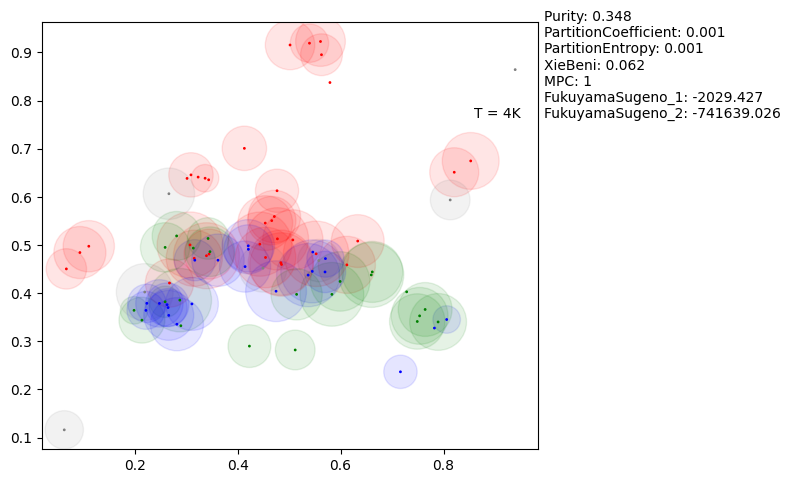 Purity: 0.348
PartitionCoefficient: 0.001
PartitionEntropy: 0.001
XieBeni: 0.062
MPC: 1
FukuyamaSugeno_1: -2029.427
FukuyamaSugeno_2: -741639.026
T = 4K
0.9
0.8
0.7
0.6
0.5
0.4
0.3
0.2
0.1
0.2 0.4 0.6 0.8